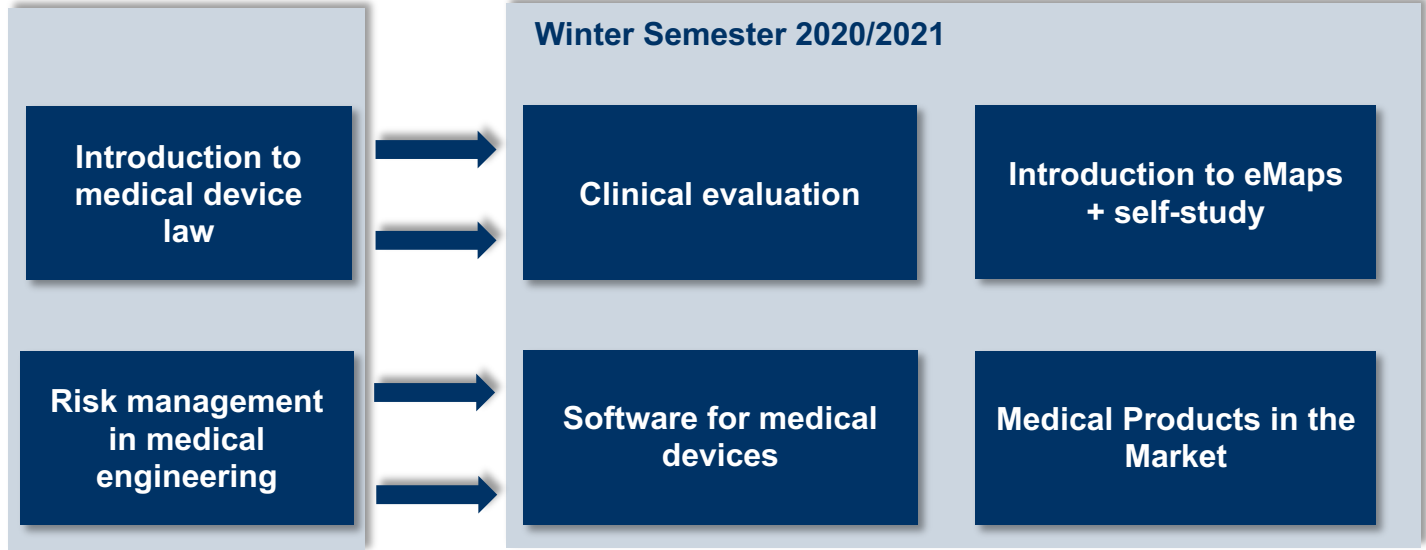 Winter Semester 2020/2021
Introduction to
medical device
law
Clinical evaluation
Introduction to eMaps
+ self-study
Risk management
in medical
engineering
Software for medical
devices
Medical Products in the
Market